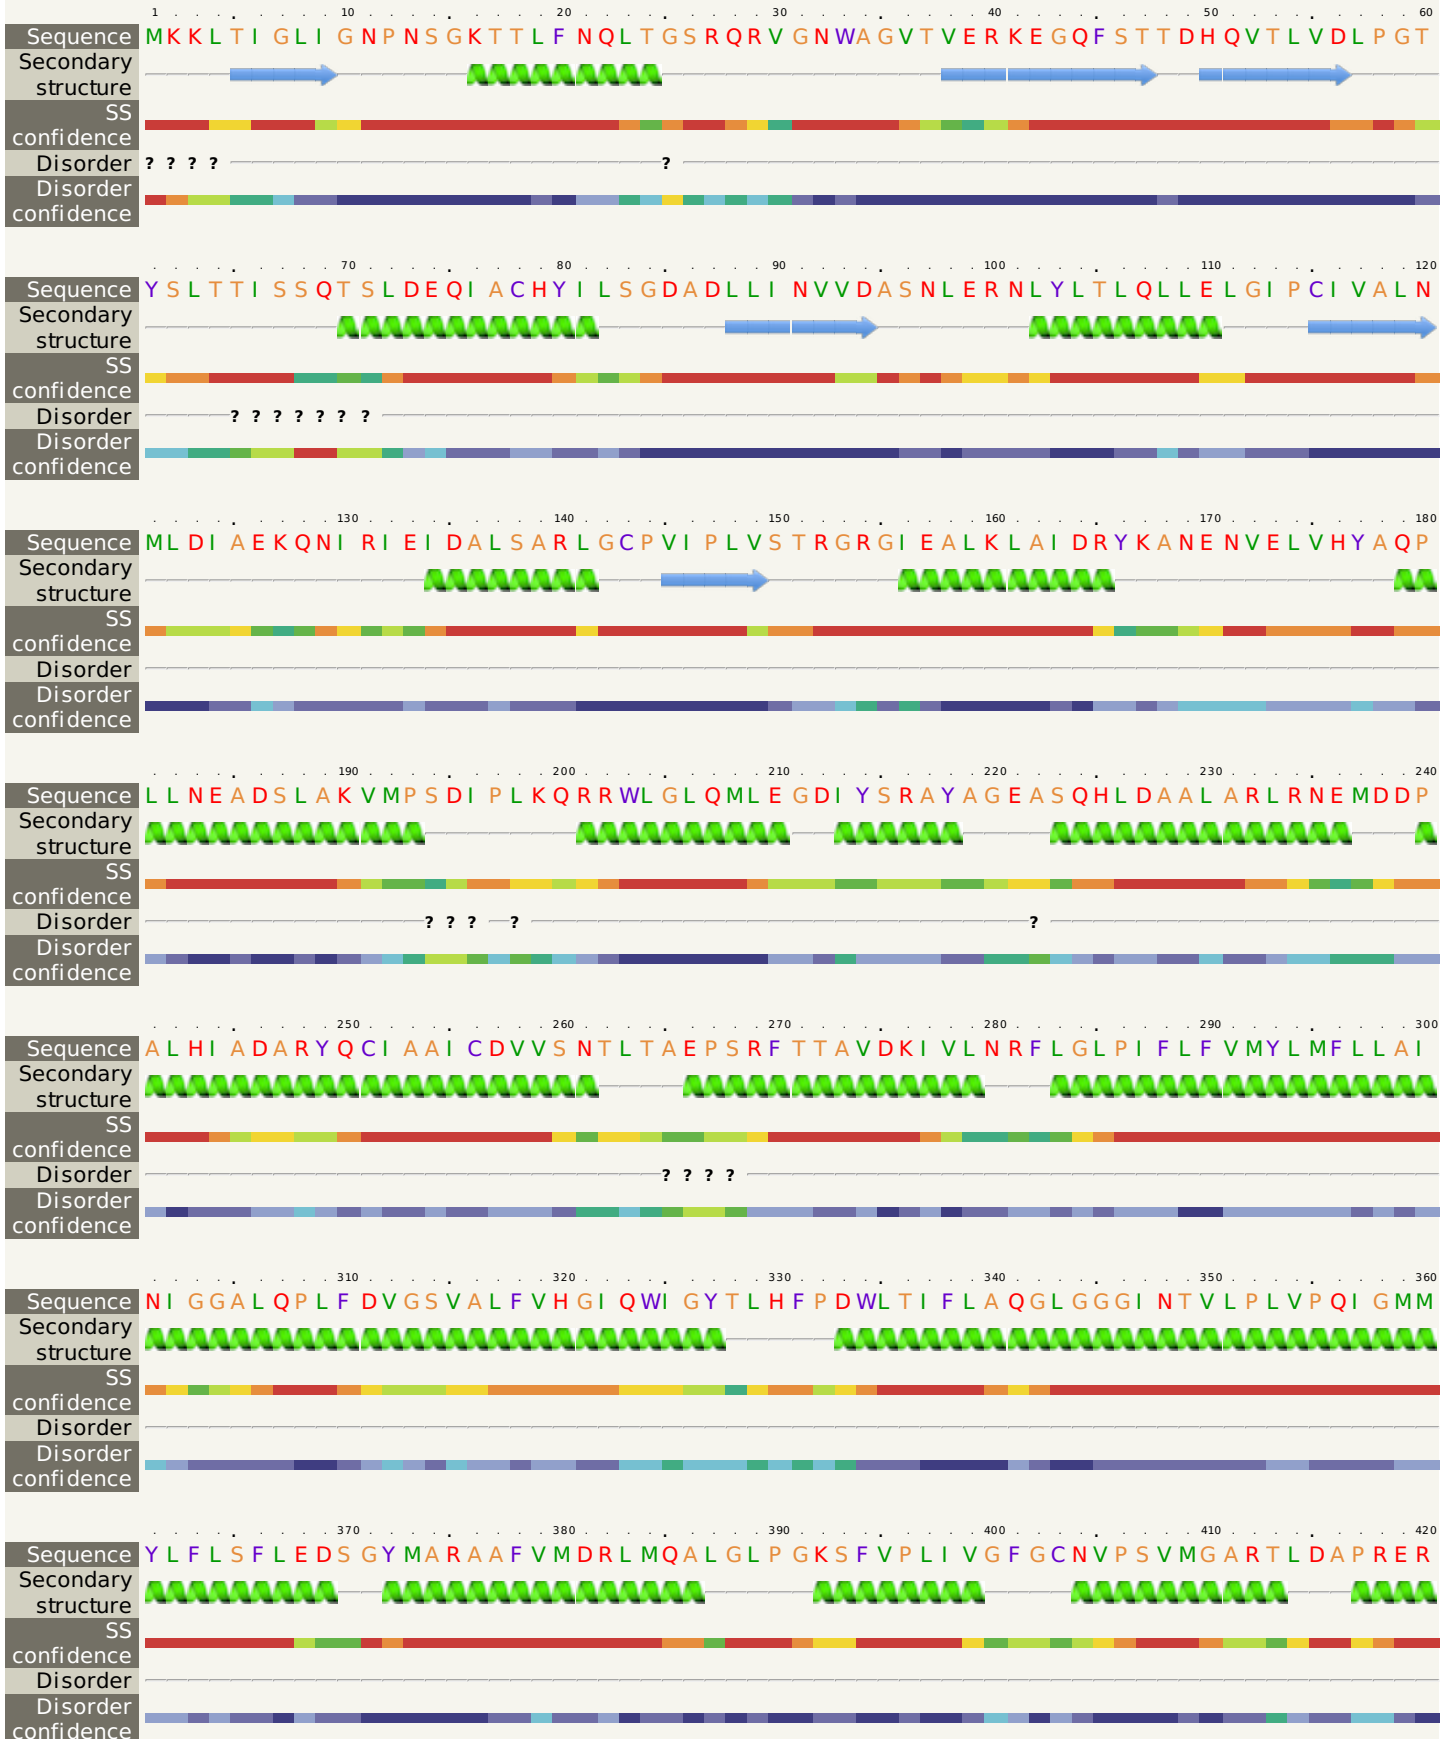 1 10 20 30 40 50 60
Sequence MKKLTIGLIGNPNSGKTTLFNQLTGSRQRVGNWAGVTVERKEGQFSTTDHQVTLVDLPGT
Secondary
structure
SS
confidence
Disorder ? ? ? ? ?
Disorder
confidence
70 80 90 100 110 120
Sequence YSLTTISSQTSLDEQIACHYILSGDADLLINVVDASNLERNLYLTLQLLELGIPCIVALN
Secondary
structure
SS
confidence
Disorder ? ? ? ? ? ? ?
Disorder
confidence
130 140 150 160 170 180
Sequence MLDIAEKQNIRIEIDALSARLGCPVIPLVSTRGRGIEALKLAIDRYKANENVELVHYAQP
Secondary
structure
SS
confidence
Disorder
Disorder
confidence
190 200 210 220 230 240
Sequence LLNEADSLAKVMPSDIPLKQRRWLGLQMLEGDIYSRAYAGEASQHLDAALARLRNEMDDP
Secondary
structure
SS
confidence
Disorder ? ? ? ? ?
Disorder
confidence
250 260 270 280 290 300
Sequence ALHIADARYQCIAAICDVVSNTLTAEPSRFTTAVDKIVLNRFLGLPIFLFVMYLMFLLAI
Secondary
structure
SS
confidence
Disorder ? ? ? ?
Disorder
confidence
310 320 330 340 350 360
Sequence NIGGALQPLFDVGSVALFVHGIQWIGYTLHFPDWLTIFLAQGLGGGINTVLPLVPQIGMM
Secondary
structure
SS
confidence
Disorder
Disorder
confidence
370 380 390 400 410 420
Sequence YLFLSFLEDSGYMARAAFVMDRLMQALGLPGKSFVPLIVGFGCNVPSVMGARTLDAPRER
Secondary
structure
SS
confidence
Disorder
Disorder
confidence